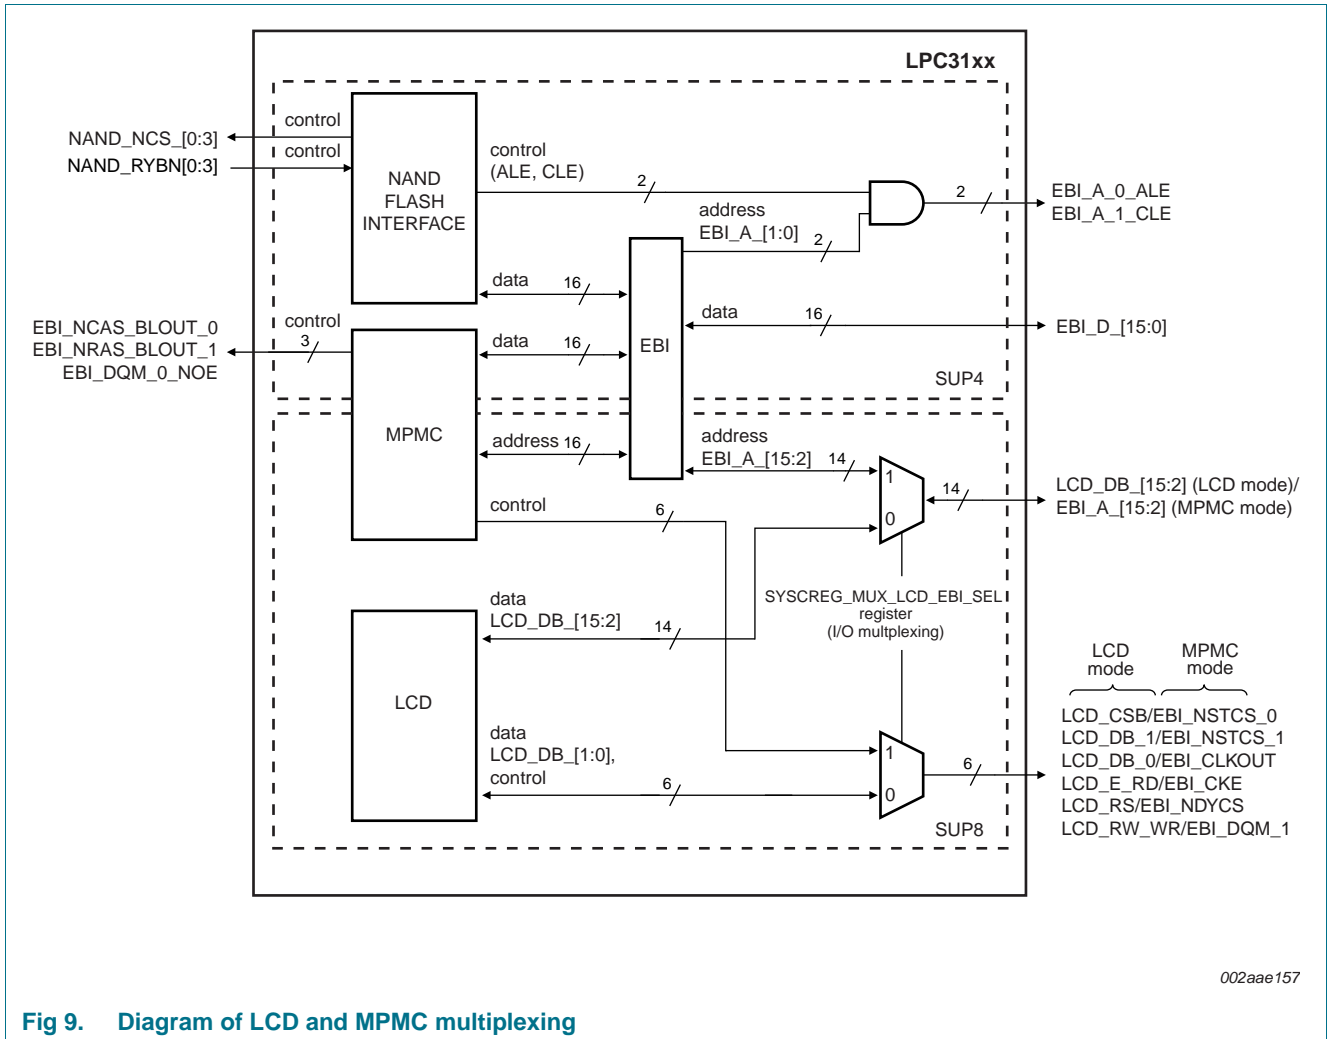 LPC31xx
NAND_NCS_[0:3]
NAND_RYBN[0:3]
control
control
NAND
FLASH
INTERFACE
control
(ALE, CLE)
2
address
EBI_A_[1:0]
2
2
EBI_A_0_ALE
EBI_A_1_CLE
data
16
data
16
EBI_D_[15:0]
EBI_NCAS_BLOUT_0
EBI_NRAS_BLOUT_1
EBI_DQM_0_NOE
control
3
data
16
EBI
SUP4
MPMC
address
16
address
EBI_A_[15:2]
14
1
0
14
LCD_DB_[15:2] (LCD mode)/
EBI_A_[15:2] (MPMC mode)
control
6
data
LCD_DB_[15:2]
14
SYSCREG_MUX_LCD_EBI_SEL
register
(I/O multplexing)
LCD
data
LCD_DB_[1:0],
control
6
1
0
6
SUP8
LCD
mode
MPMC
mode
LCD_CSB/EBI_NSTCS_0
LCD_DB_1/EBI_NSTCS_1
LCD_DB_0/EBI_CLKOUT
LCD_E_RD/EBI_CKE
LCD_RS/EBI_NDYCS
LCD_RW_WR/EBI_DQM_1
002aae157
Fig 9. Diagram of LCD and MPMC multiplexing